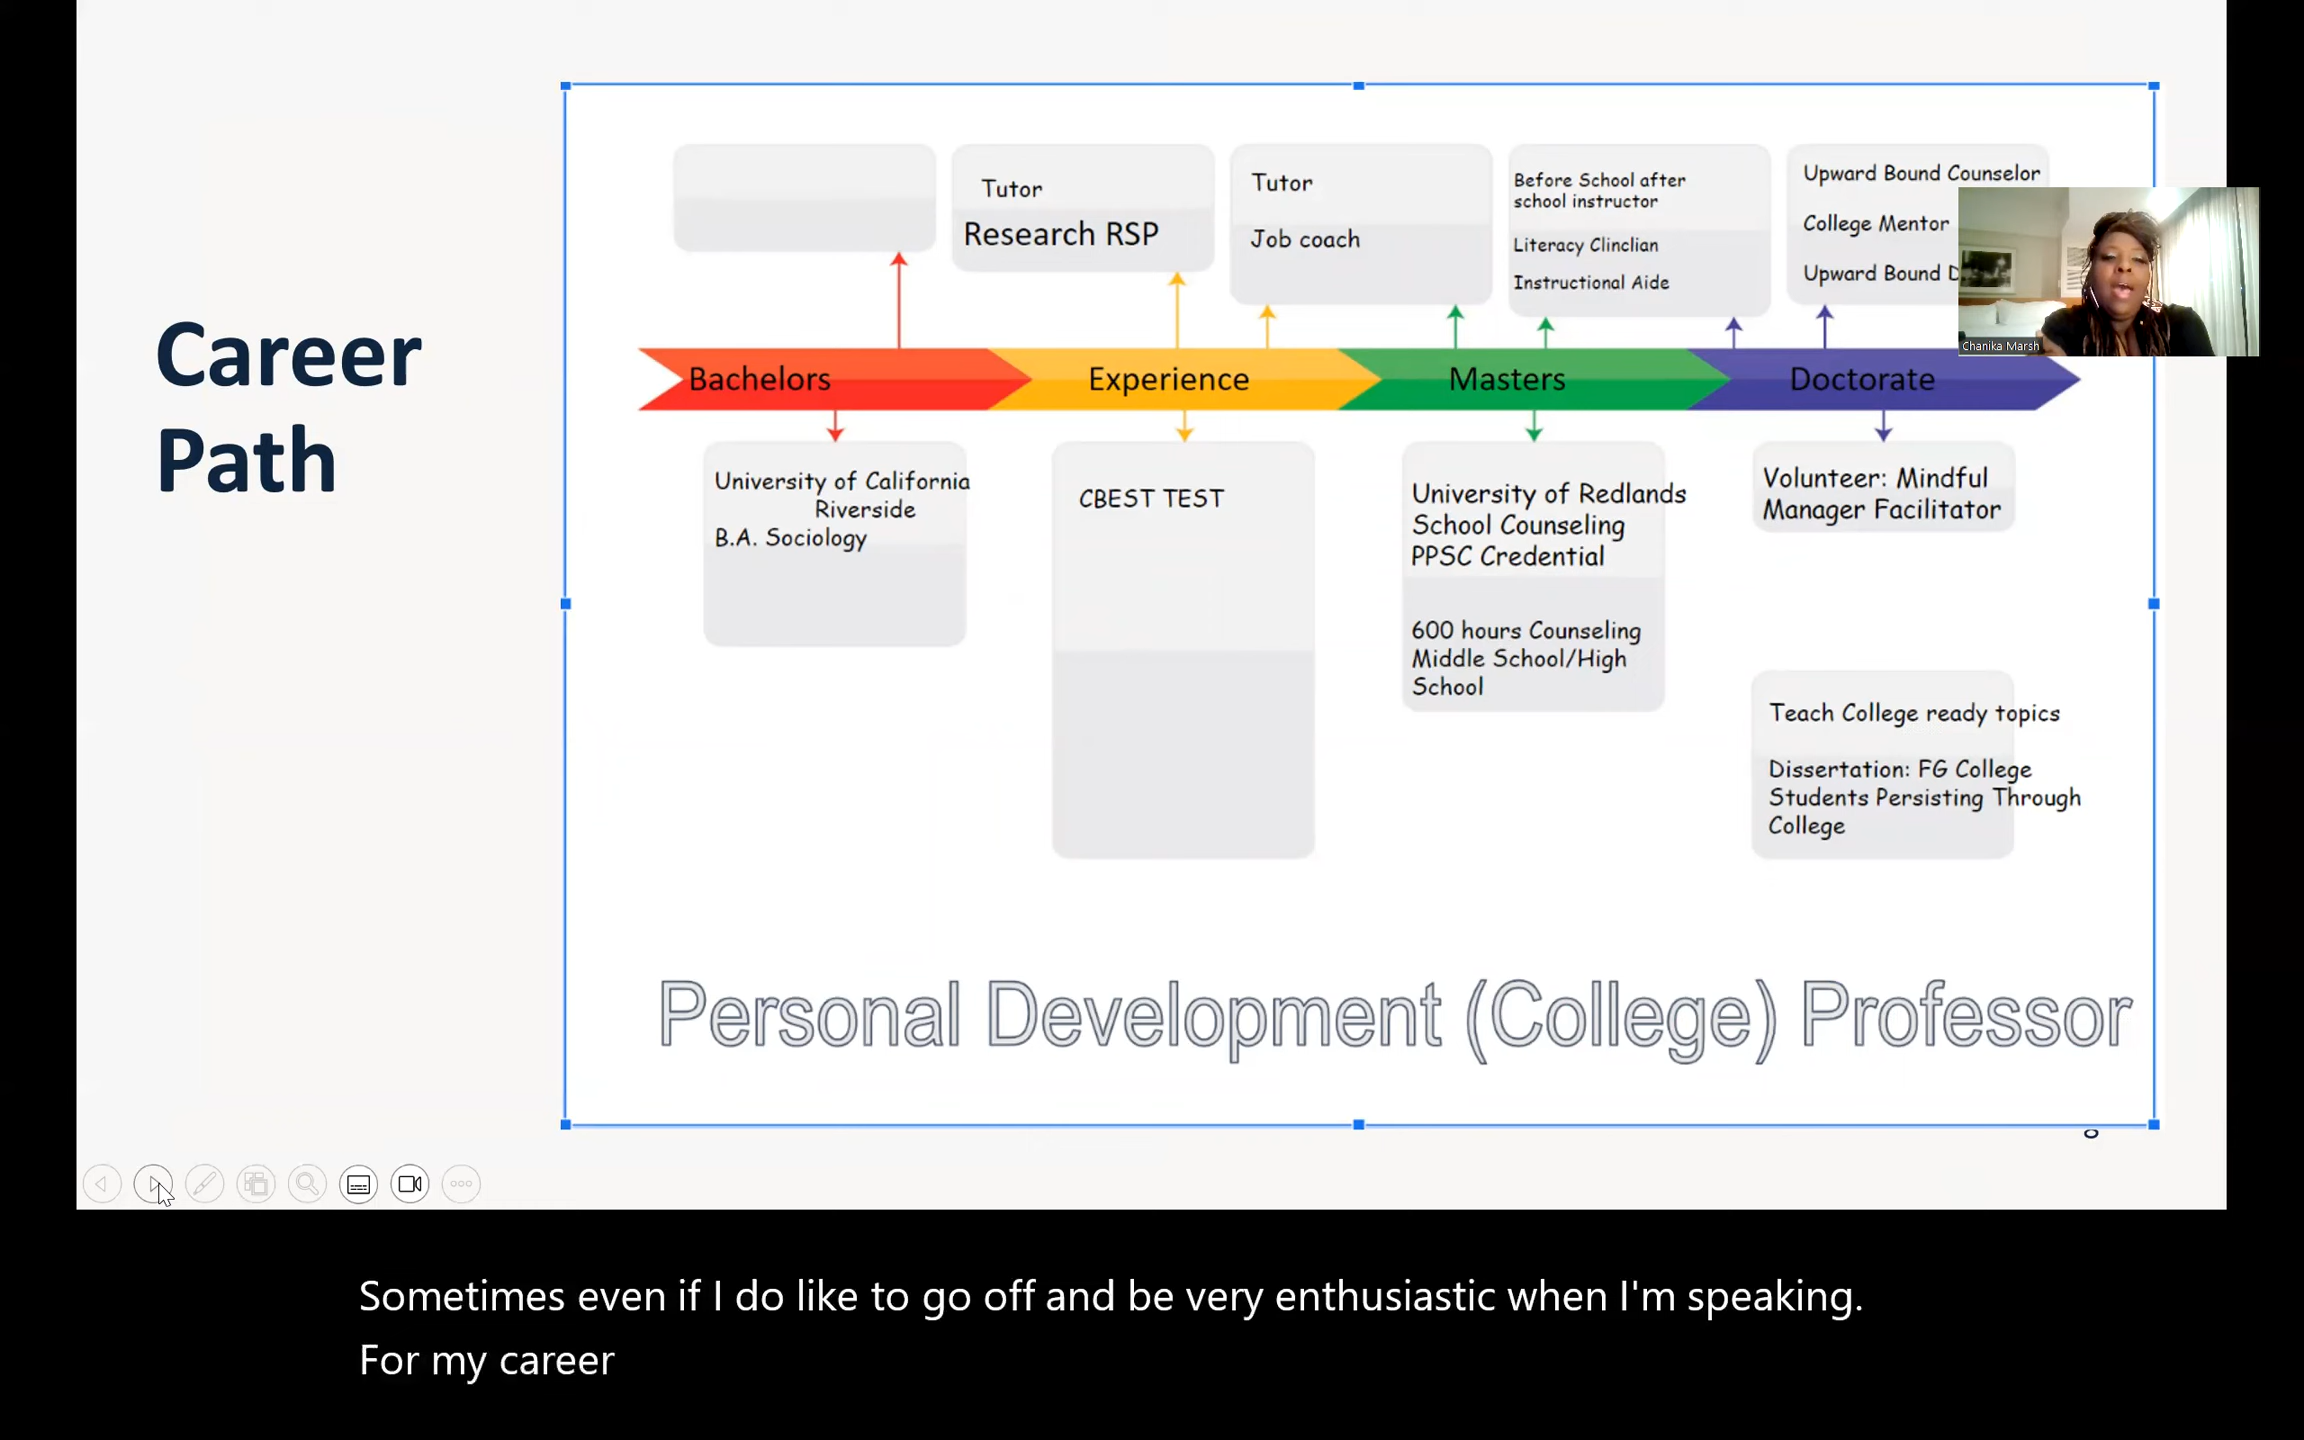 Career
Path
Tutor
Research RSP
Tutor
Job coach
Before School after
school instructor
Literacy Clinclian
Instructional Aide
Upward Bound Counselor
College Mentor
Upward Bound
Chanika Marsh
Bachelors
Experience
Masters
Doctorate
University of California
Riverside
B.A. Sociology
CBEST TEST
University of Redlands
School Counseling
PPSC Credential
600 hours Counseling
Middle School/High
School
Volunteer: Mindful
Manager Facilitator
Teach College ready topics
Dissertation: FG College
Students Persisting Through
College
Personal Development (College) Professor
Sometimes even if I do like to go off and be very enthusiastic when I'm speaking.
For my career